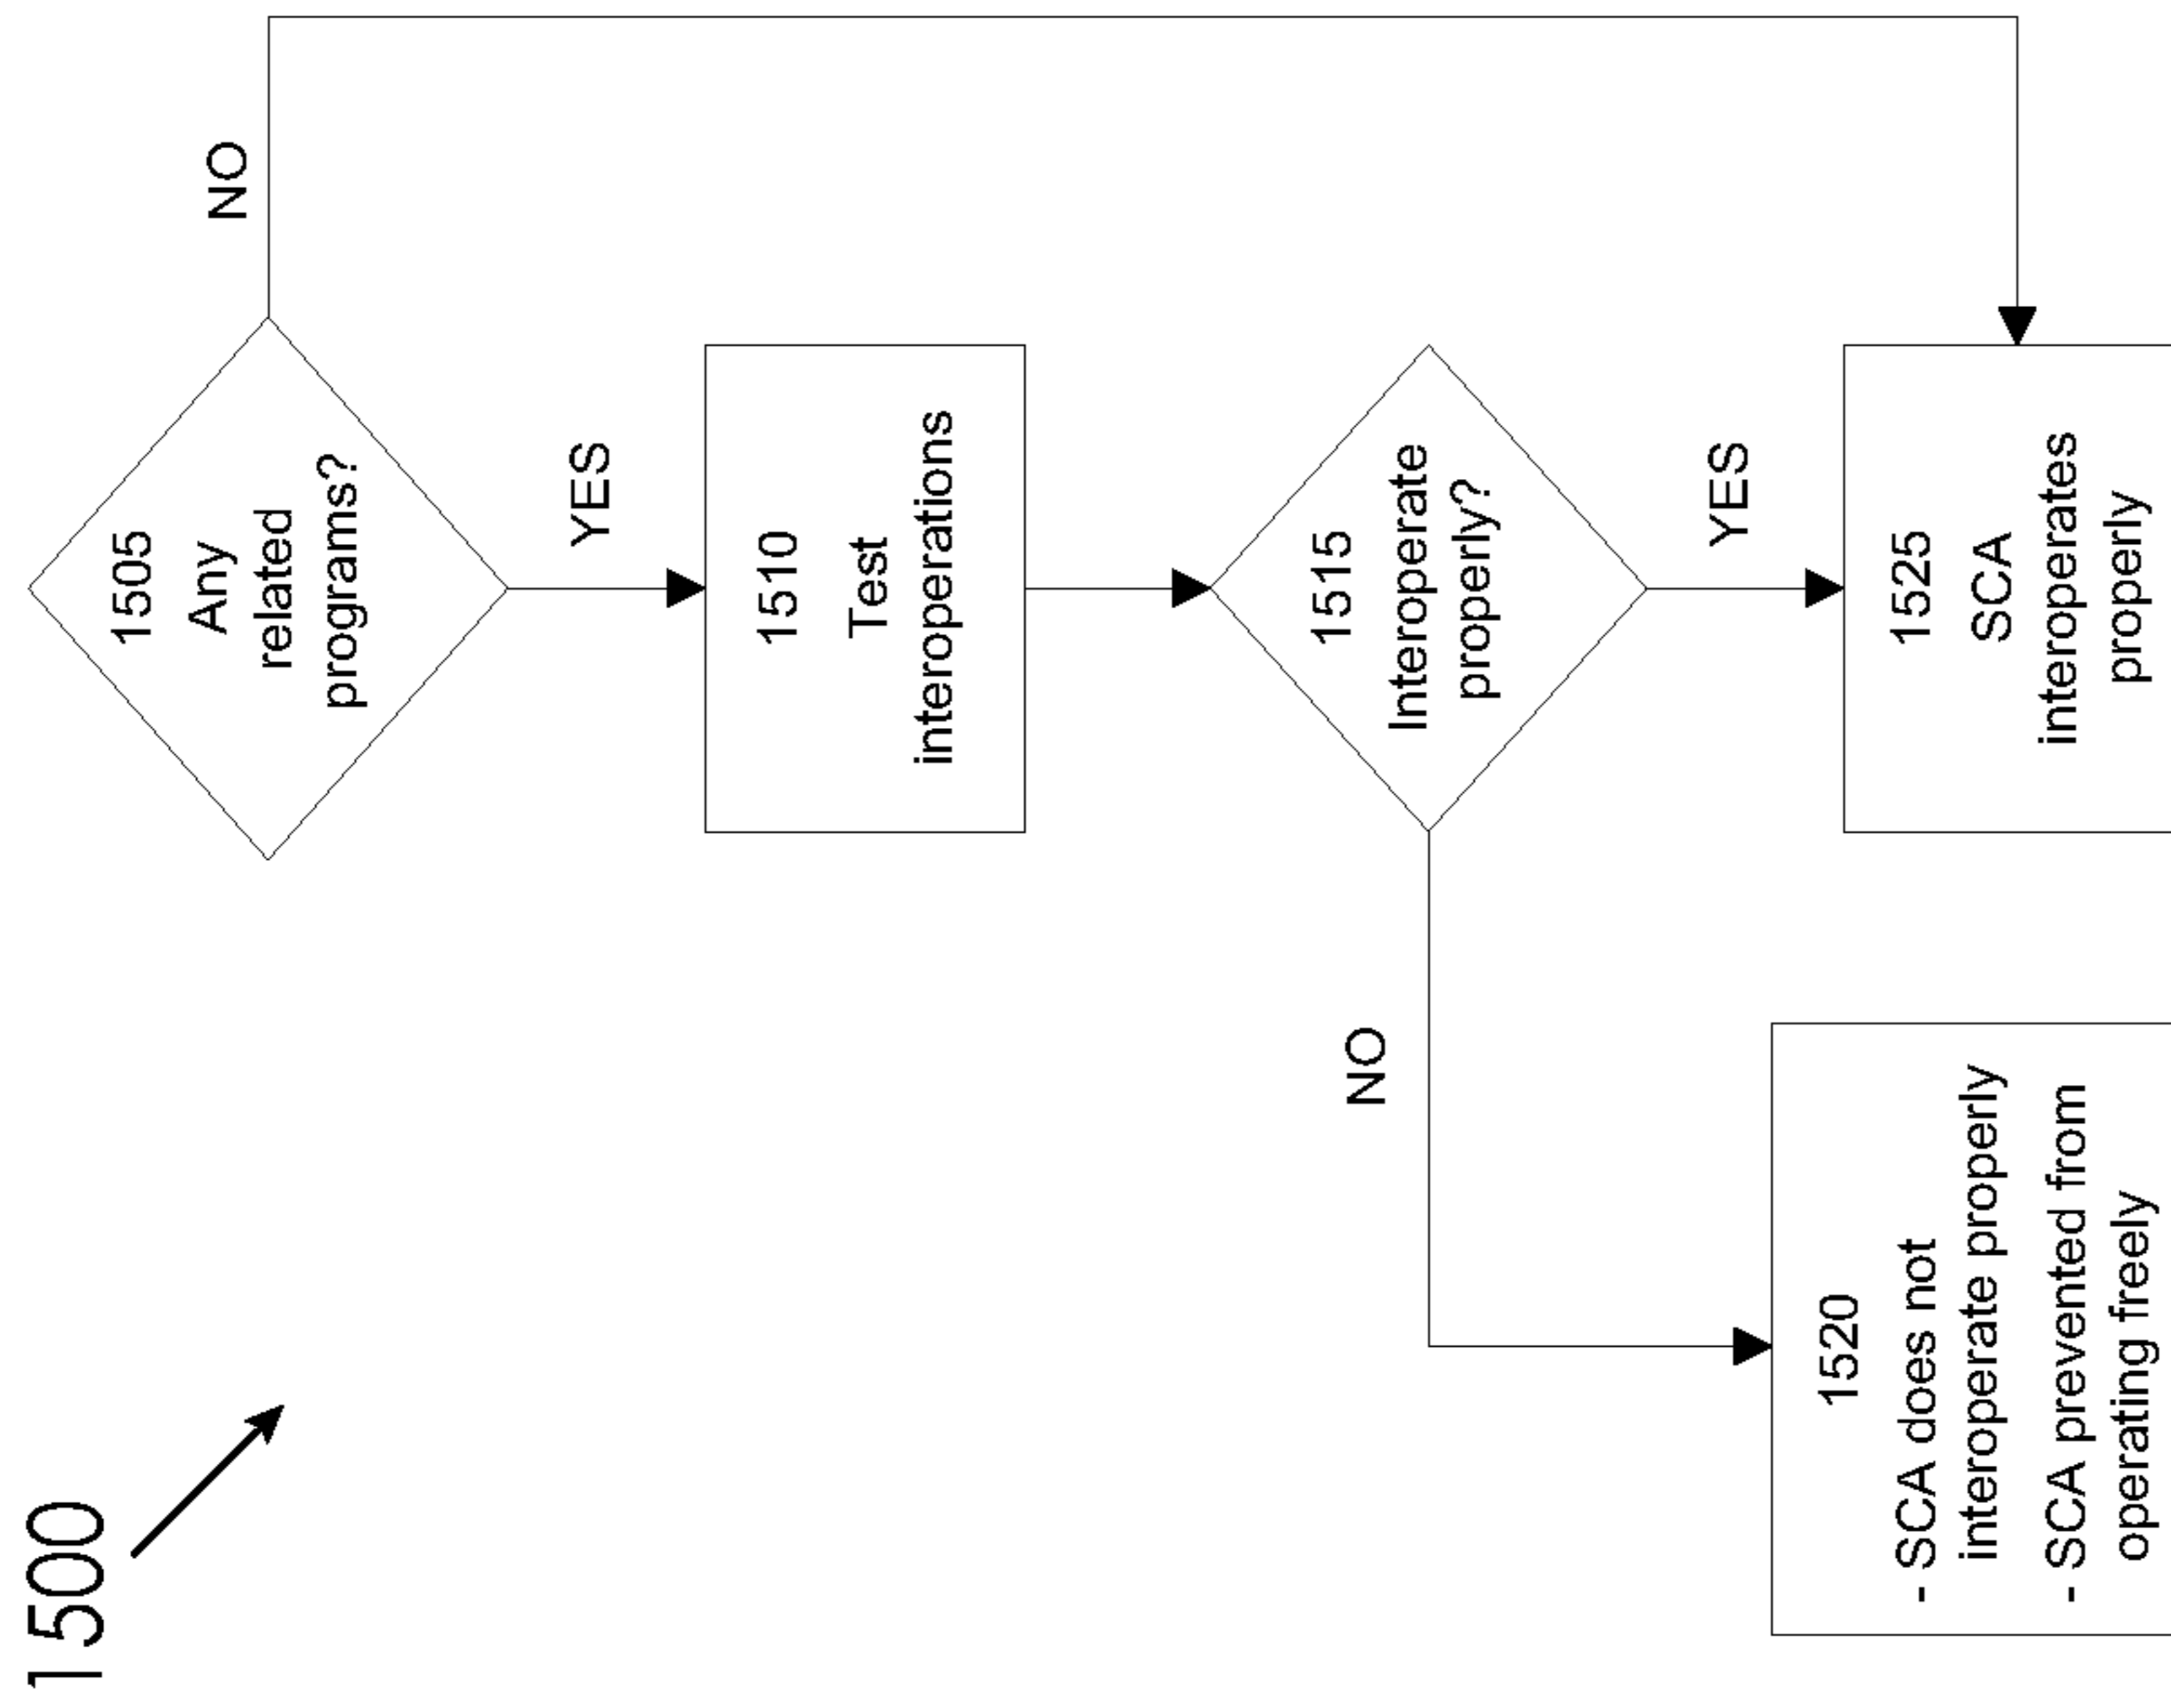 1500
1505
Any
related
programs?
NO
YES
1510
Test
interoperations
1515
Interoperate
properly?
NO
YES
1520
- SCA does not
interoperate properly
- SCA prevented from
operating freely
1525
SCA
interoperates
properly